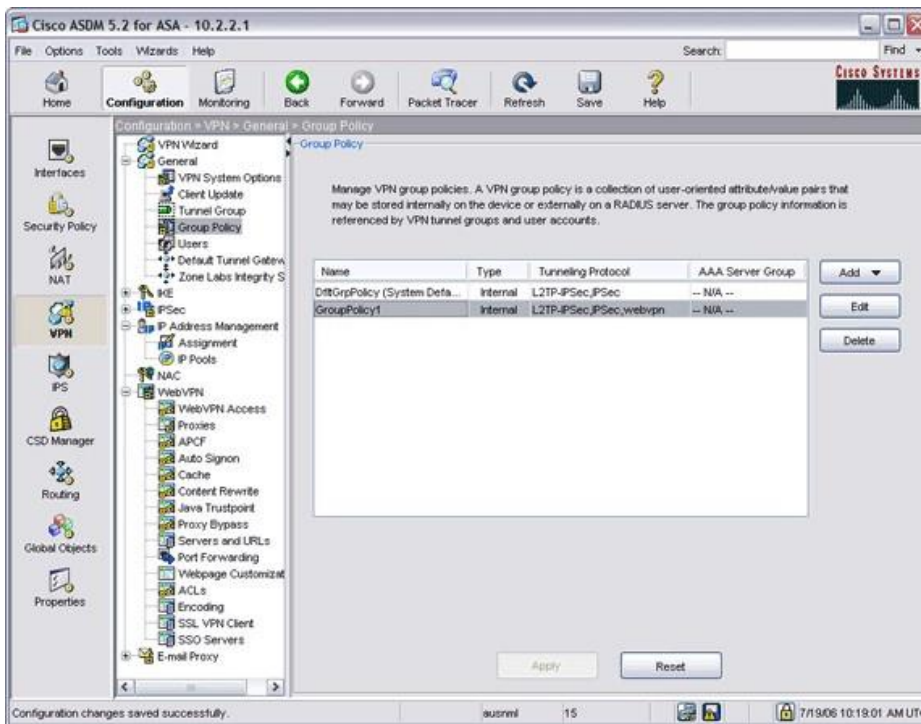 Cisco ASDM 5.2 for ASA - 10.2.2.1
File Options Tools Wizards Help
Search:
Find
Home
Configuration
Monitoring
Back
Forward
Packet Tracer
Refresh
Save
Help
CISCO SYSTEMS
Configuration > VPN > General > Group Policy
Interfaces
Security Policy
NAT
VPN
IPS
CSD Manager
Routing
Global Objects
Properties
VPN Wizard
General
VPN System Options
Client Update
Tunnel Group
Group Policy
Users
Default Tunnel Gatew
Zone Labs Integrity S
IKE
IPSec
IP Address Management
Assignment
IP Pools
NAC
WebVPN
WebVPN Access
Proxies
APCF
Auto Signon
Cache
Content Rewrite
Java Trustpoint
Proxy Bypass
Servers and URLs
Port Forwarding
Webpage Customizat
ACLs
Encoding
SSL VPN Client
SSO Servers
E-mail Proxy
Group Policy
Manage VPN group policies. A VPN group policy is a collection of user-oriented attribute/value pairs that
may be stored internally on the device or externally on a RADIUS server. The group policy information is
referenced by VPN tunnel groups and user accounts.
Name Type Tunneling Protocol AAA Server Group
DfltGrpPolicy (System Defa... Internal L2TP-IPSec,IPSec -- N/A --
GroupPolicy1 Internal L2TP-IPSec,IPSec,webvpn -- N/A --
Add
Edit
Delete
Apply
Reset
Configuration changes saved successfully.
ausnml
15
7/19/06 10:19:01 AM UT